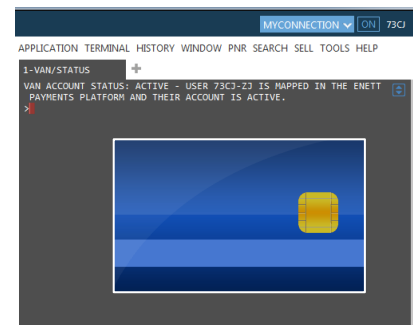 MYCONNECTION ON 73CJ
APPLICATION TERMINAL HISTORY WINDOW PNR SEARCH SELL TOOLS HELP
1-VAN/STATUS +
VAN ACCOUNT STATUS: ACTIVE - USER 73CJ-ZJ IS MAPPED IN THE ENETT
PAYMENTS PLATFORM AND THEIR ACCOUNT IS ACTIVE.
>